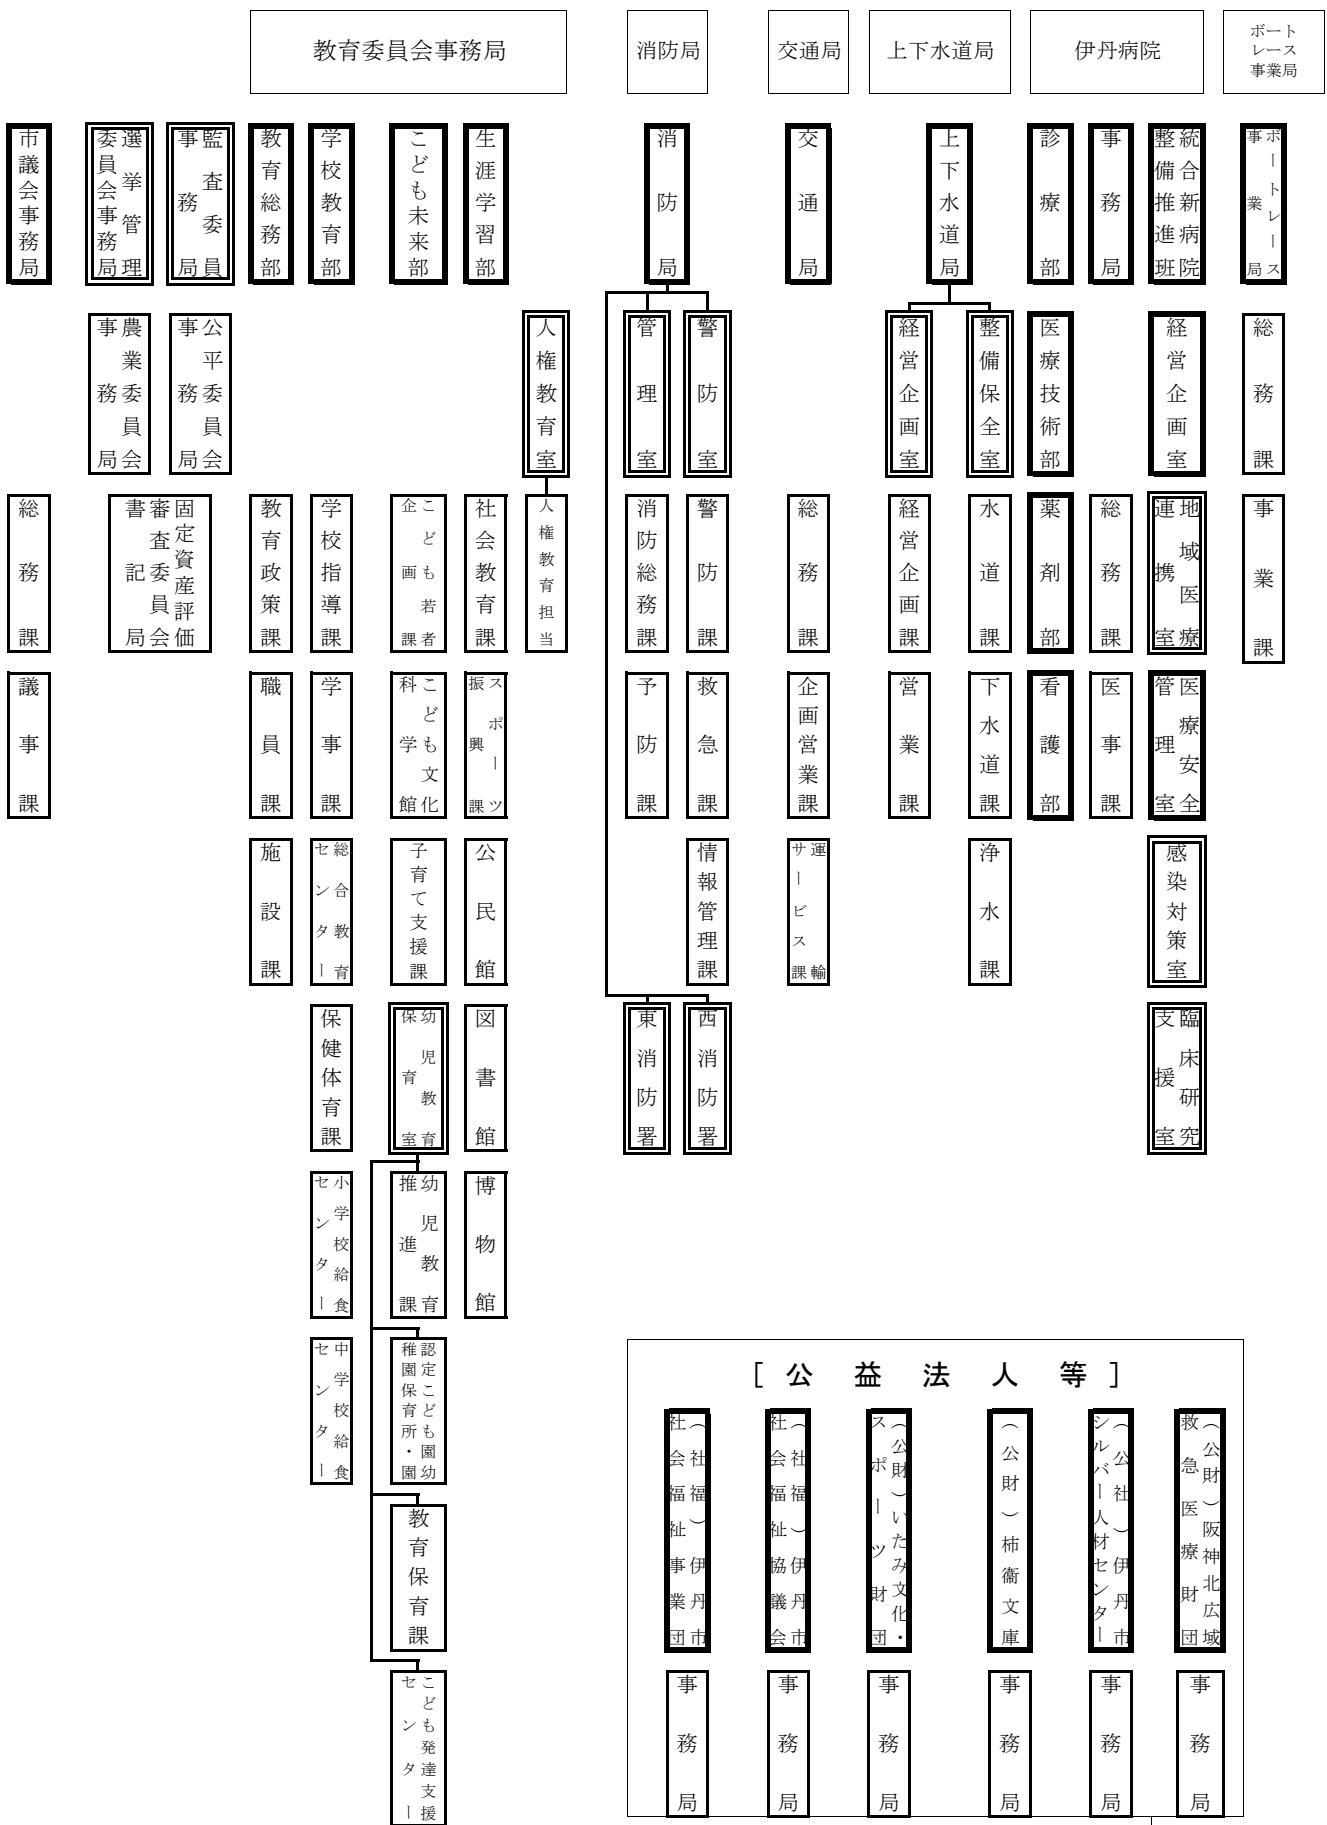 教育委員会事務局
消防局
交通局
上下水道局
伊丹病院
ボート
レース
事業局
市議会事務局
選挙管理
委員会事務局
監査委員
事務局
教育総務部
学校教育部
こども未来部
生涯学習部
消防局
交通局
上下水道局
診療部
事務局
統合新病院
整備推進班
ボートレース
事業局
農業委員会
事務局
公平委員会
事務局
人権教育室
管理室
警防室
経営企画室
整備保全室
医療技術部
経営企画室
総務課
総務課
固定資産評価
審査委員会
書記局
教育政策課
学校指導課
こども若者
企画課
社会教育課
人権教育担当
消防総務課
警防課
総務課
経営企画課
水道課
薬剤部
総務課
地域医療
連携室
事業課
議事課
職員課
学事課
こども文化
科学館
スポーツ
振興課
予防課
救急課
企画営業課
営業課
下水道課
看護部
医事課
医療安全
管理室
施設課
総合教育
センター
子育て支援課
公民館
情報管理課
運輸
サービス課
浄水課
感染対策室
保健体育課
幼児教育
保育室
図書館
東消防署
西消防署
臨床研究
支援室
小学校給食
センター
幼児教育
推進課
博物館
中学校給食
センター
認定こども園幼
稚園保育所・園
教育保育課
こども発達支援
センター
[公益法人等]
(社福)伊丹市
社会福祉事業団
(社福)伊丹市
社会福祉協議会
(公財)いたみ文化・
スポーツ財団
(公財)柿衞文庫
(公社)伊丹市
シルバー人材センター
(公財)阪神北広域
救急医療財団
事務局
事務局
事務局
事務局
事務局
事務局